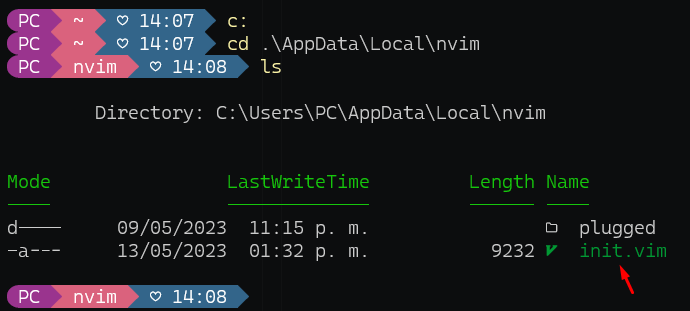 PC ~ ♡ 14:07 c:
PC ~ ♡ 14:07 cd .\AppData\Local\nvim
PC nvim ♡ 14:08 ls
Directory: C:\Users\PC\AppData\Local\nvim
Mode LastWriteTime Length Name
---- ------------- ------ ----
d---- 09/05/2023 11:15 p. m. plugged
-a--- 13/05/2023 01:32 p. m. 9232 init.vim
PC nvim ♡ 14:08